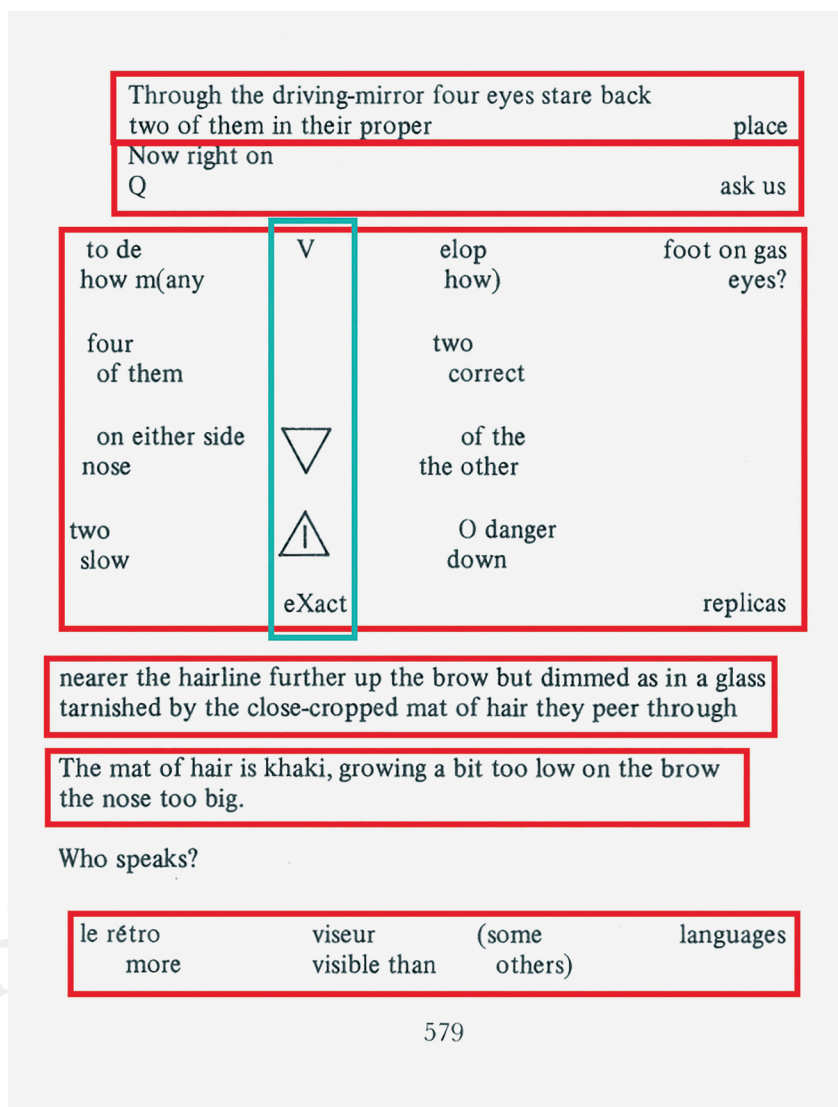 Through the driving-mirror four eyes stare back
two of them in their proper place
Now right on
Q ask us
to de V elop foot on gas
how m(any how) eyes?
four two
of them correct
on either side of the
nose the other
two O danger
slow down
eXact replicas
nearer the hairline further up the brow but dimmed as in a glass
tarnished by the close-cropped mat of hair they peer through
The mat of hair is khaki, growing a bit too low on the brow
the nose too big.
Who speaks?
le rétro viseur (some languages
more visible than others)
579